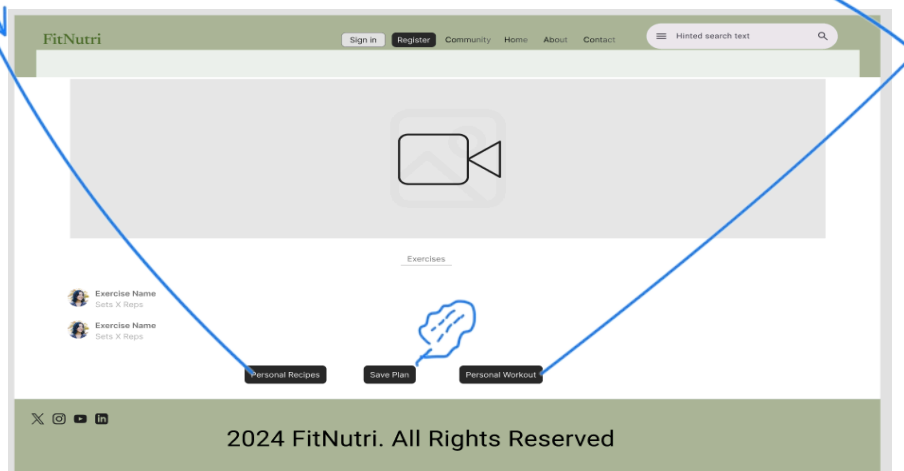 FitNutri Sign in Register Community Home About Contact Hinted search text
Exercises
Exercise Name
Sets X Reps
Exercise Name
Sets X Reps
Personal Recipes Save Plan Personal Workout
2024 FitNutri. All Rights Reserved